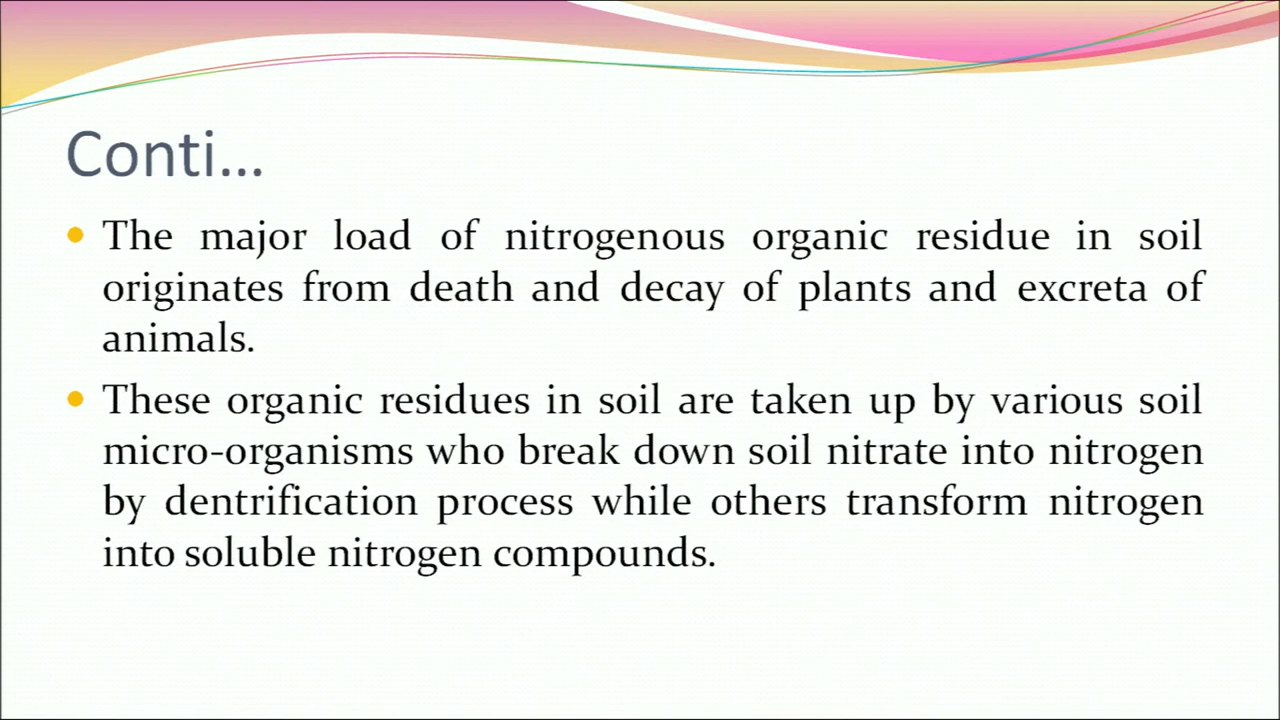 Conti...
The major load of nitrogenous organic residue in soil
originates from death and decay of plants and excreta of
animals.
These organic residues in soil are taken up by various soil
micro-organisms who break down soil nitrate into nitrogen
by dentrification process while others transform nitrogen
into soluble nitrogen compounds.